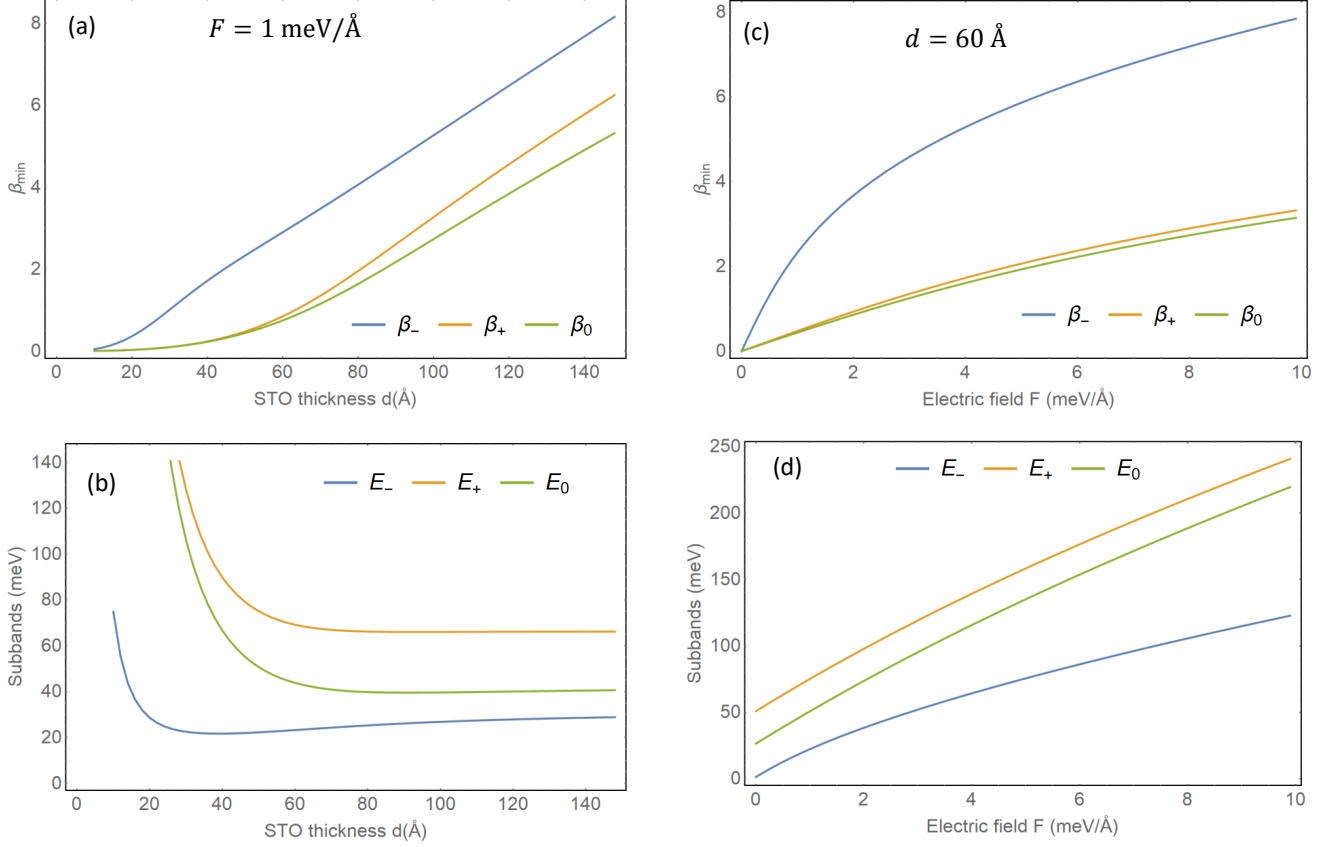 (a)
F = 1 meV/Å
8
6
4
2
0
βmin
β− β+ β0
0 20 40 60 80 100 120 140
STO thickness d(Å)
(c)
d = 60 Å
8
6
4
2
0
βmin
β− β+ β0
0 2 4 6 8 10
Electric field F (meV/Å)
(b)
E− E+ E0
140
120
100
80
60
40
20
0
Subbands (meV)
0 20 40 60 80 100 120 140
STO thickness d(Å)
(d)
E− E+ E0
250
200
150
100
50
0
Subbands (meV)
0 2 4 6 8 10
Electric field F (meV/Å)